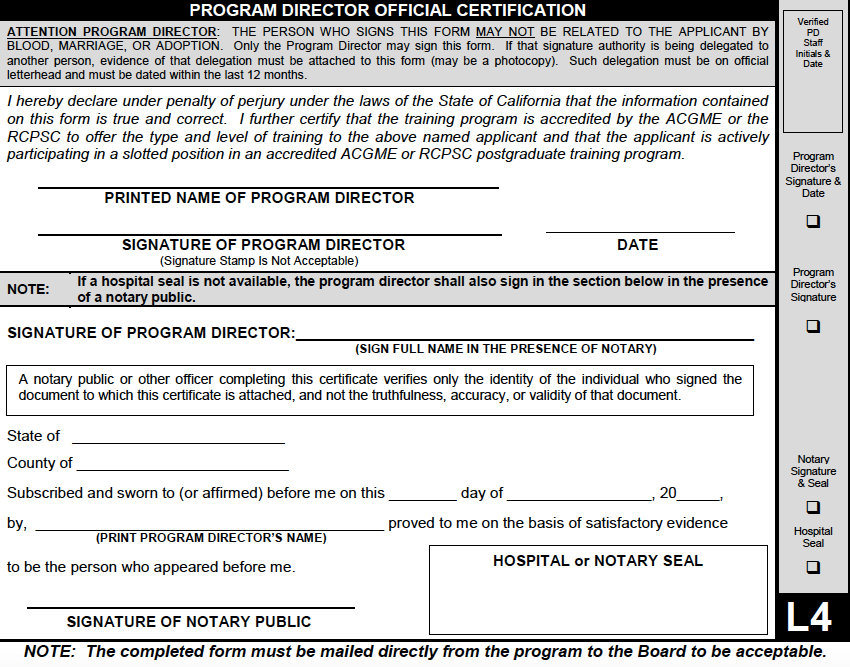 PROGRAM DIRECTOR OFFICIAL CERTIFICATION
ATTENTION PROGRAM DIRECTOR: THE PERSON WHO SIGNS THIS FORM MAY NOT BE RELATED TO THE APPLICANT BY
BLOOD, MARRIAGE, OR ADOPTION. Only the Program Director may sign this form. If that signature authority is being delegated to
another person, evidence of that delegation must be attached to this form (may be a photocopy). Such delegation must be on official
letterhead and must be dated within the last 12 months.
I hereby declare under penalty of perjury under the laws of the State of California that the information contained
on this form is true and correct. I further certify that the training program is accredited by the ACGME or the
RCPSC to offer the type and level of training to the above named applicant and that the applicant is actively
participating in a slotted position in an accredited ACGME or RCPSC postgraduate training program.
PRINTED NAME OF PROGRAM DIRECTOR
SIGNATURE OF PROGRAM DIRECTOR
(Signature Stamp Is Not Acceptable)
DATE
NOTE:
If a hospital seal is not available, the program director shall also sign in the section below in the presence
of a notary public.
SIGNATURE OF PROGRAM DIRECTOR:
(SIGN FULL NAME IN THE PRESENCE OF NOTARY)
A notary public or other officer completing this certificate verifies only the identity of the individual who signed the
document to which this certificate is attached, and not the truthfulness, accuracy, or validity of that document.
State of
County of
Subscribed and sworn to (or affirmed) before me on this ________ day of _________________, 20_____,
by, __________________________________________ proved to me on the basis of satisfactory evidence
(PRINT PROGRAM DIRECTOR'S NAME)
to be the person who appeared before me.
HOSPITAL or NOTARY SEAL
SIGNATURE OF NOTARY PUBLIC
Verified
PD
Staff
Initials &
Date
Program
Director's
Signature &
Date
Program
Director's
Signature
Notary
Signature
& Seal
Hospital
Seal
L4
NOTE: The completed form must be mailed directly from the program to the Board to be acceptable.